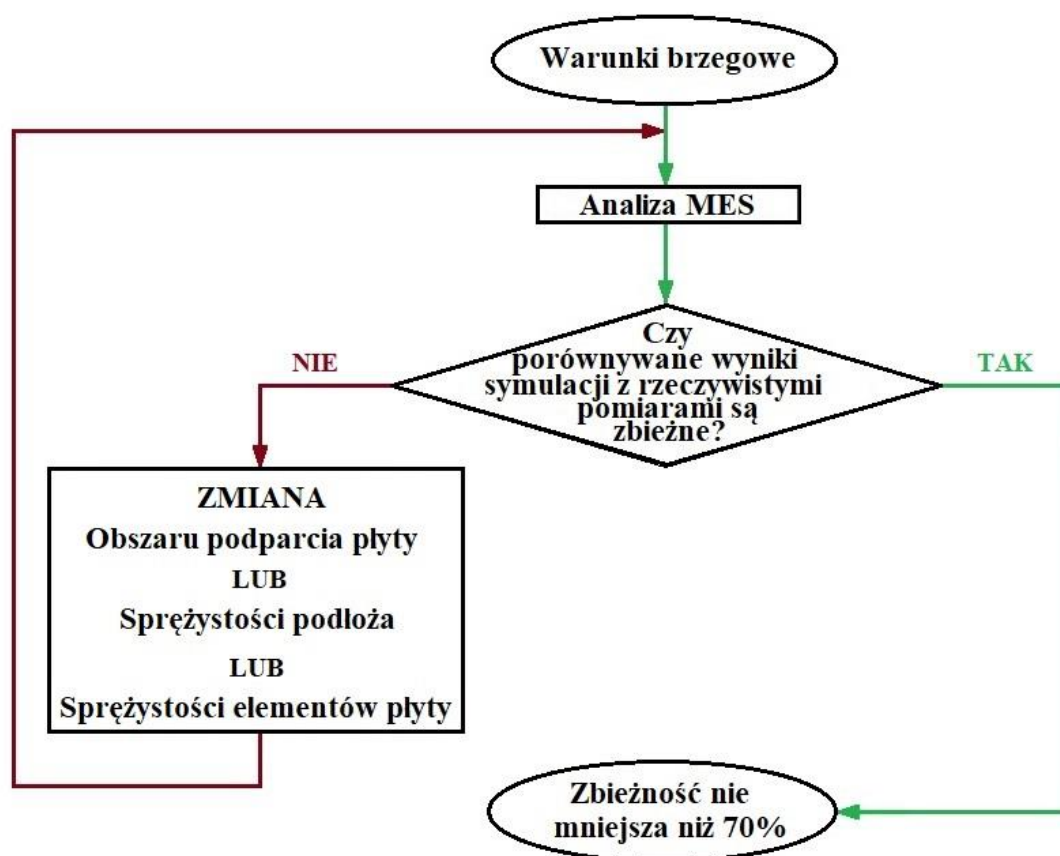 Warunki brzegowe
Analiza MES
Czy
porównywane wyniki
symulacji z rzeczywistymi
pomiarami są
zbieżne?
NIE
TAK
ZMIANA
Obszaru podparcia płyty
LUB
Sprężystości podłoża
LUB
Sprężystości elementów płyty
Zbieżność nie
mniejsza niż 70%